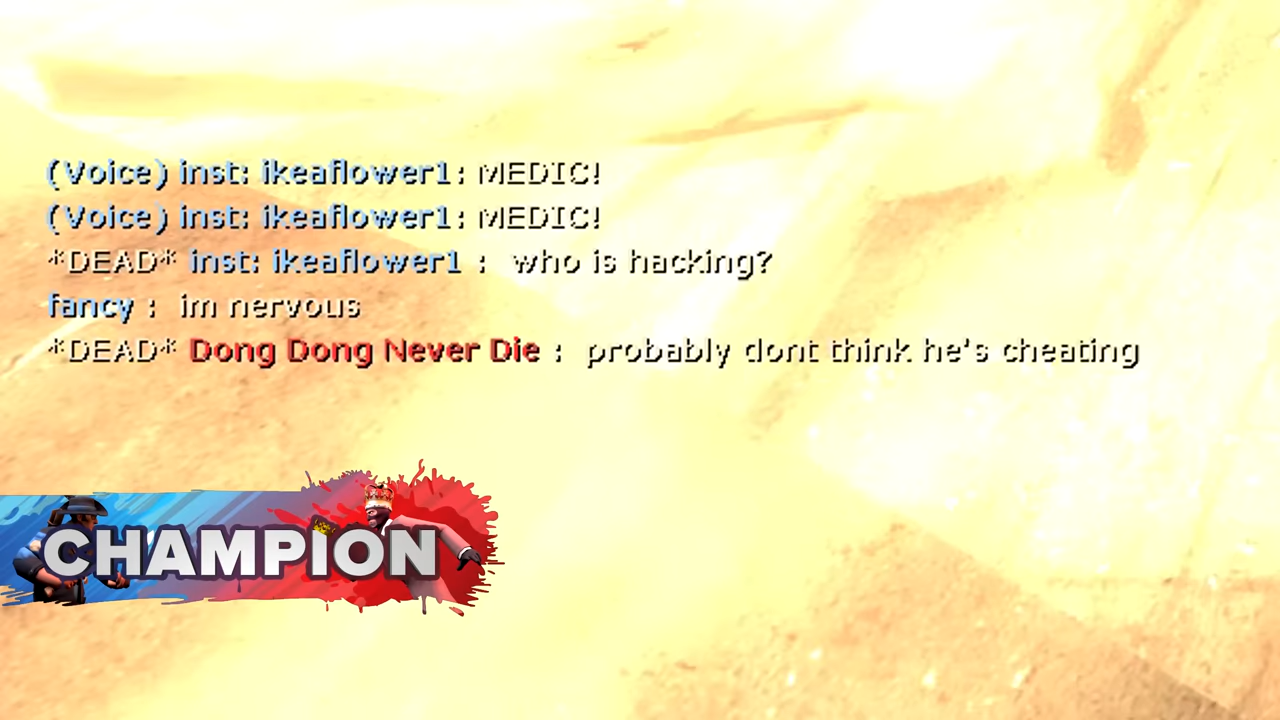 (Voice) inst: ikeaflower1: MEDIC!
(Voice) inst: ikeaflower1: MEDIC!
*DEAD* inst: ikeaflower1 :  who is hacking?
fancy :  im nervous
*DEAD* Dong Dong Never Die :  probably dont think he's cheating
CHAMPION